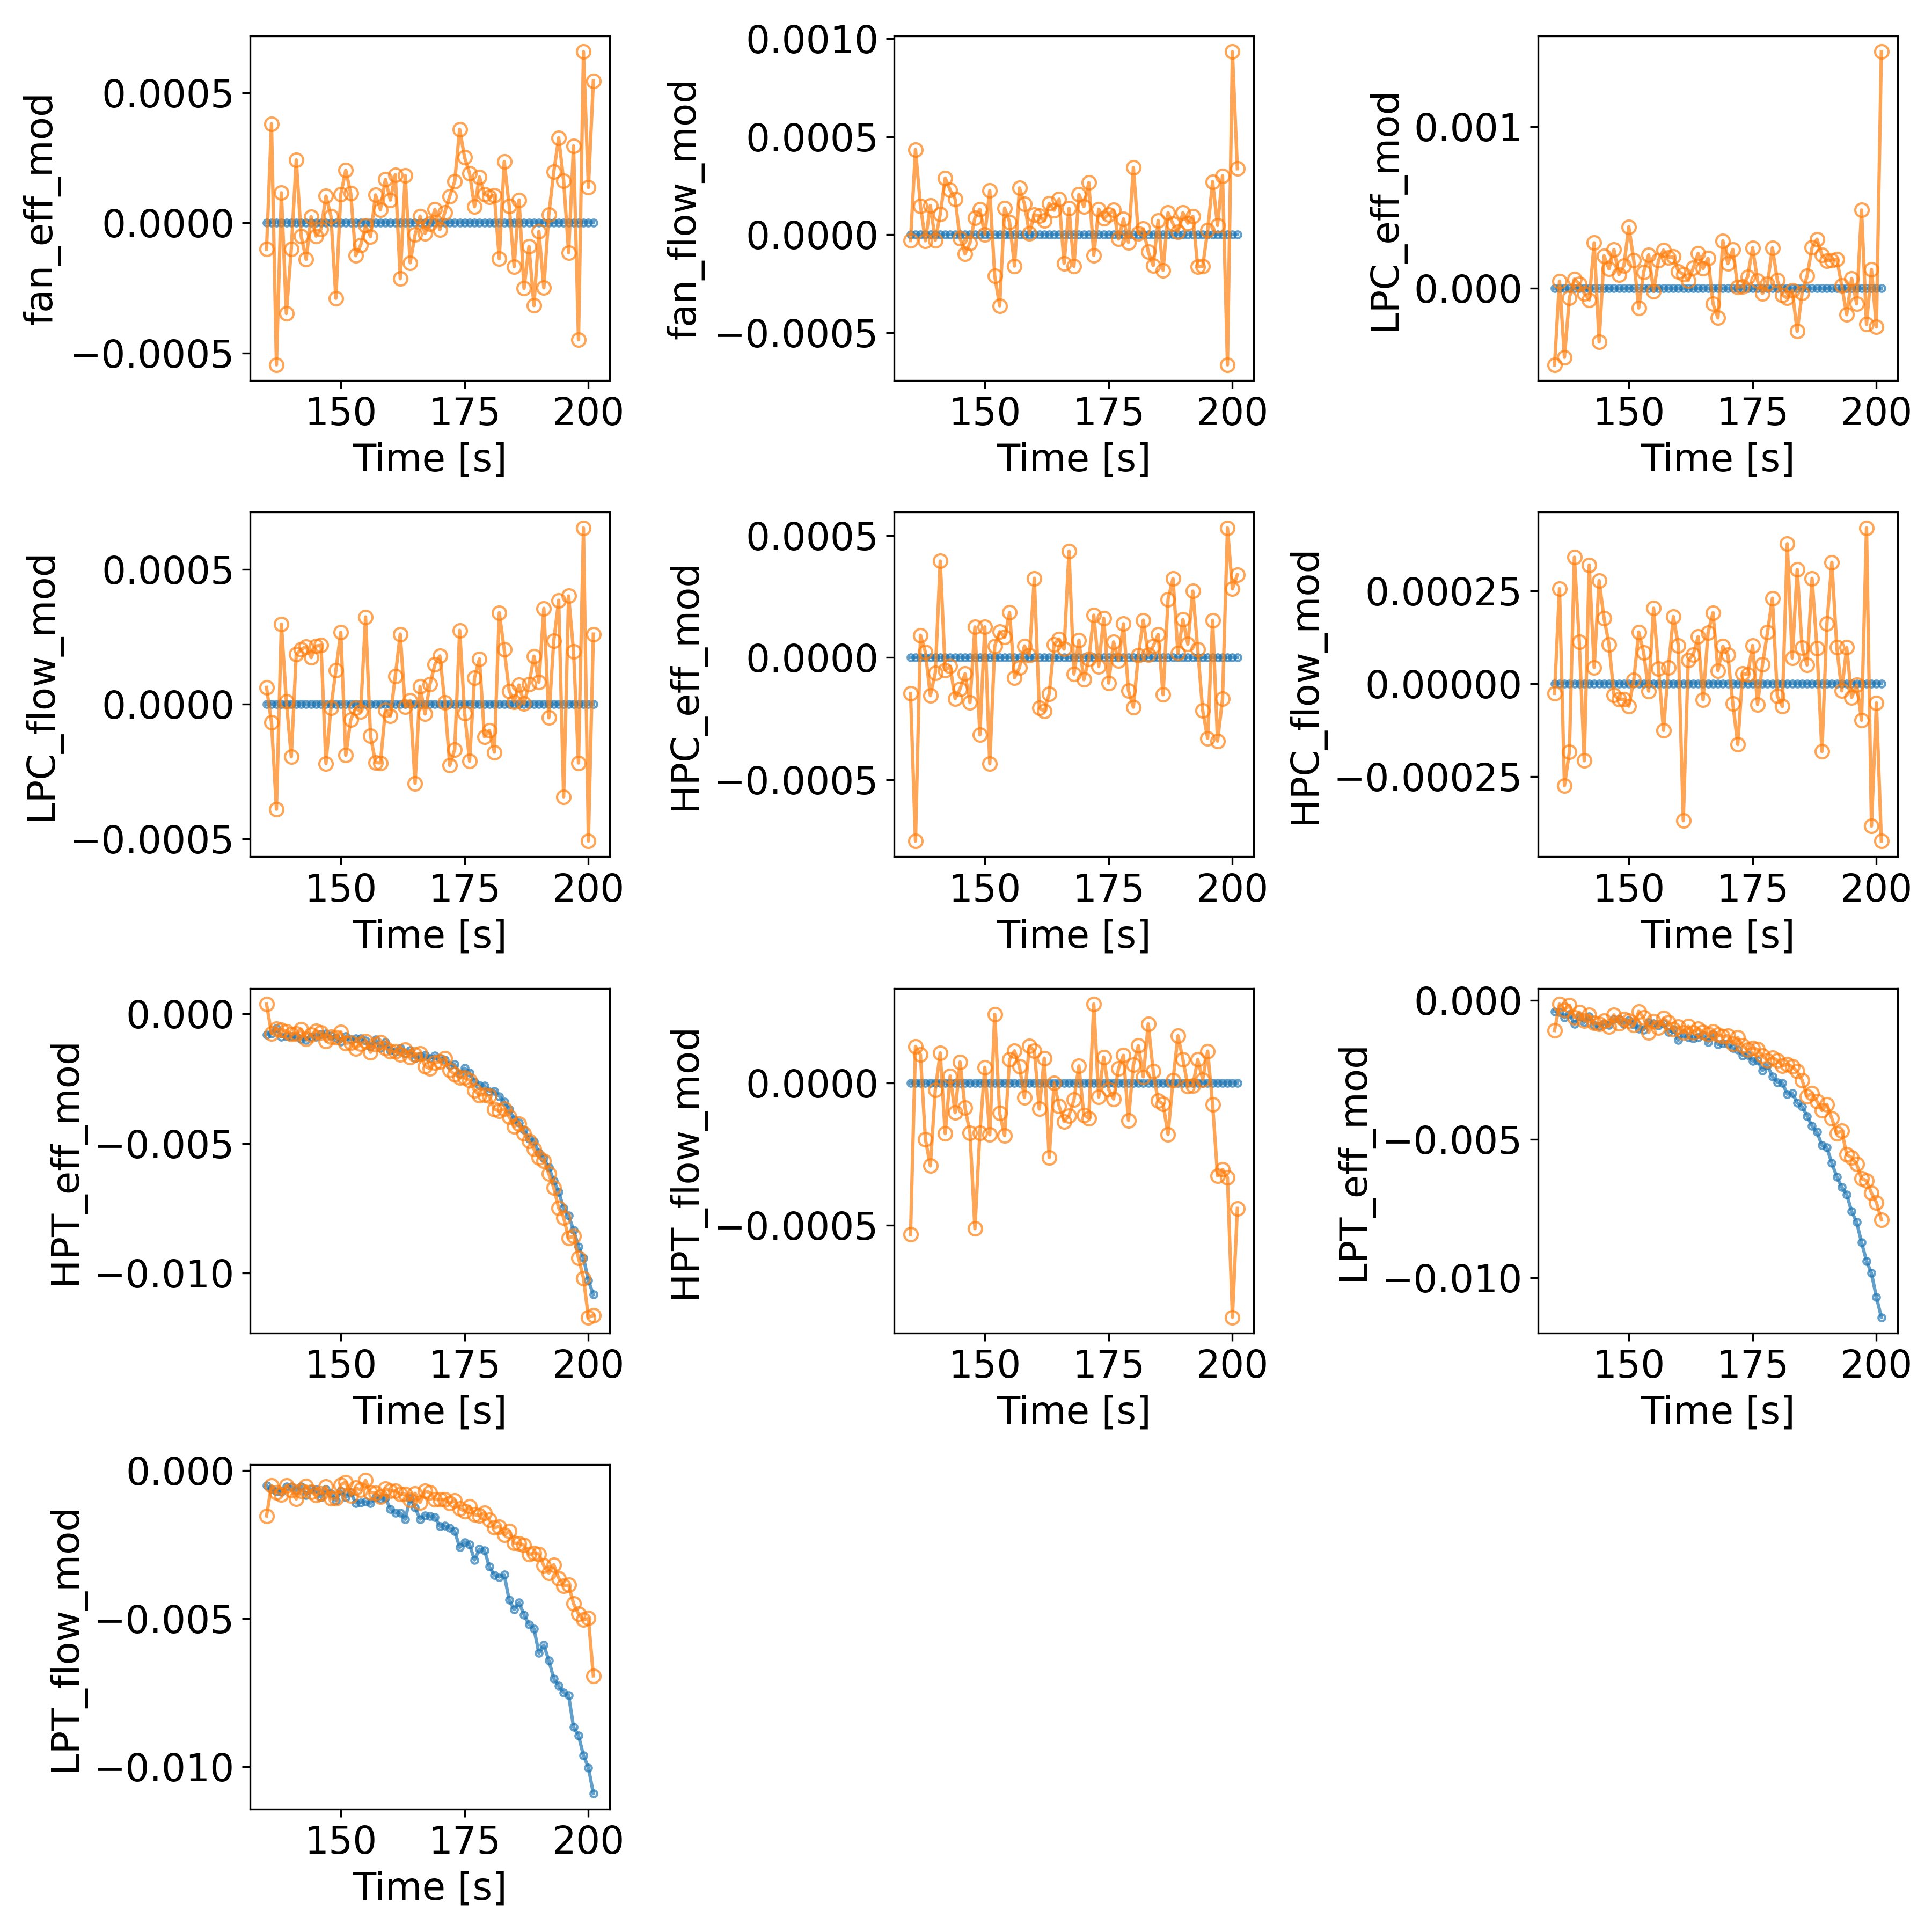 fan_eff_mod
0.0005
0.0000
−0.0005
150 175 200
Time [s]
fan_flow_mod
0.0010
0.0005
0.0000
−0.0005
150 175 200
Time [s]
LPC_eff_mod
0.001
0.000
150 175 200
Time [s]
LPC_flow_mod
0.0005
0.0000
−0.0005
150 175 200
Time [s]
HPC_eff_mod
0.0005
0.0000
−0.0005
150 175 200
Time [s]
HPC_flow_mod
0.00025
0.00000
−0.00025
150 175 200
Time [s]
HPT_eff_mod
0.000
−0.005
−0.010
150 175 200
Time [s]
HPT_flow_mod
0.0000
−0.0005
150 175 200
Time [s]
LPT_eff_mod
0.000
−0.005
−0.010
150 175 200
Time [s]
LPT_flow_mod
0.000
−0.005
−0.010
150 175 200
Time [s]